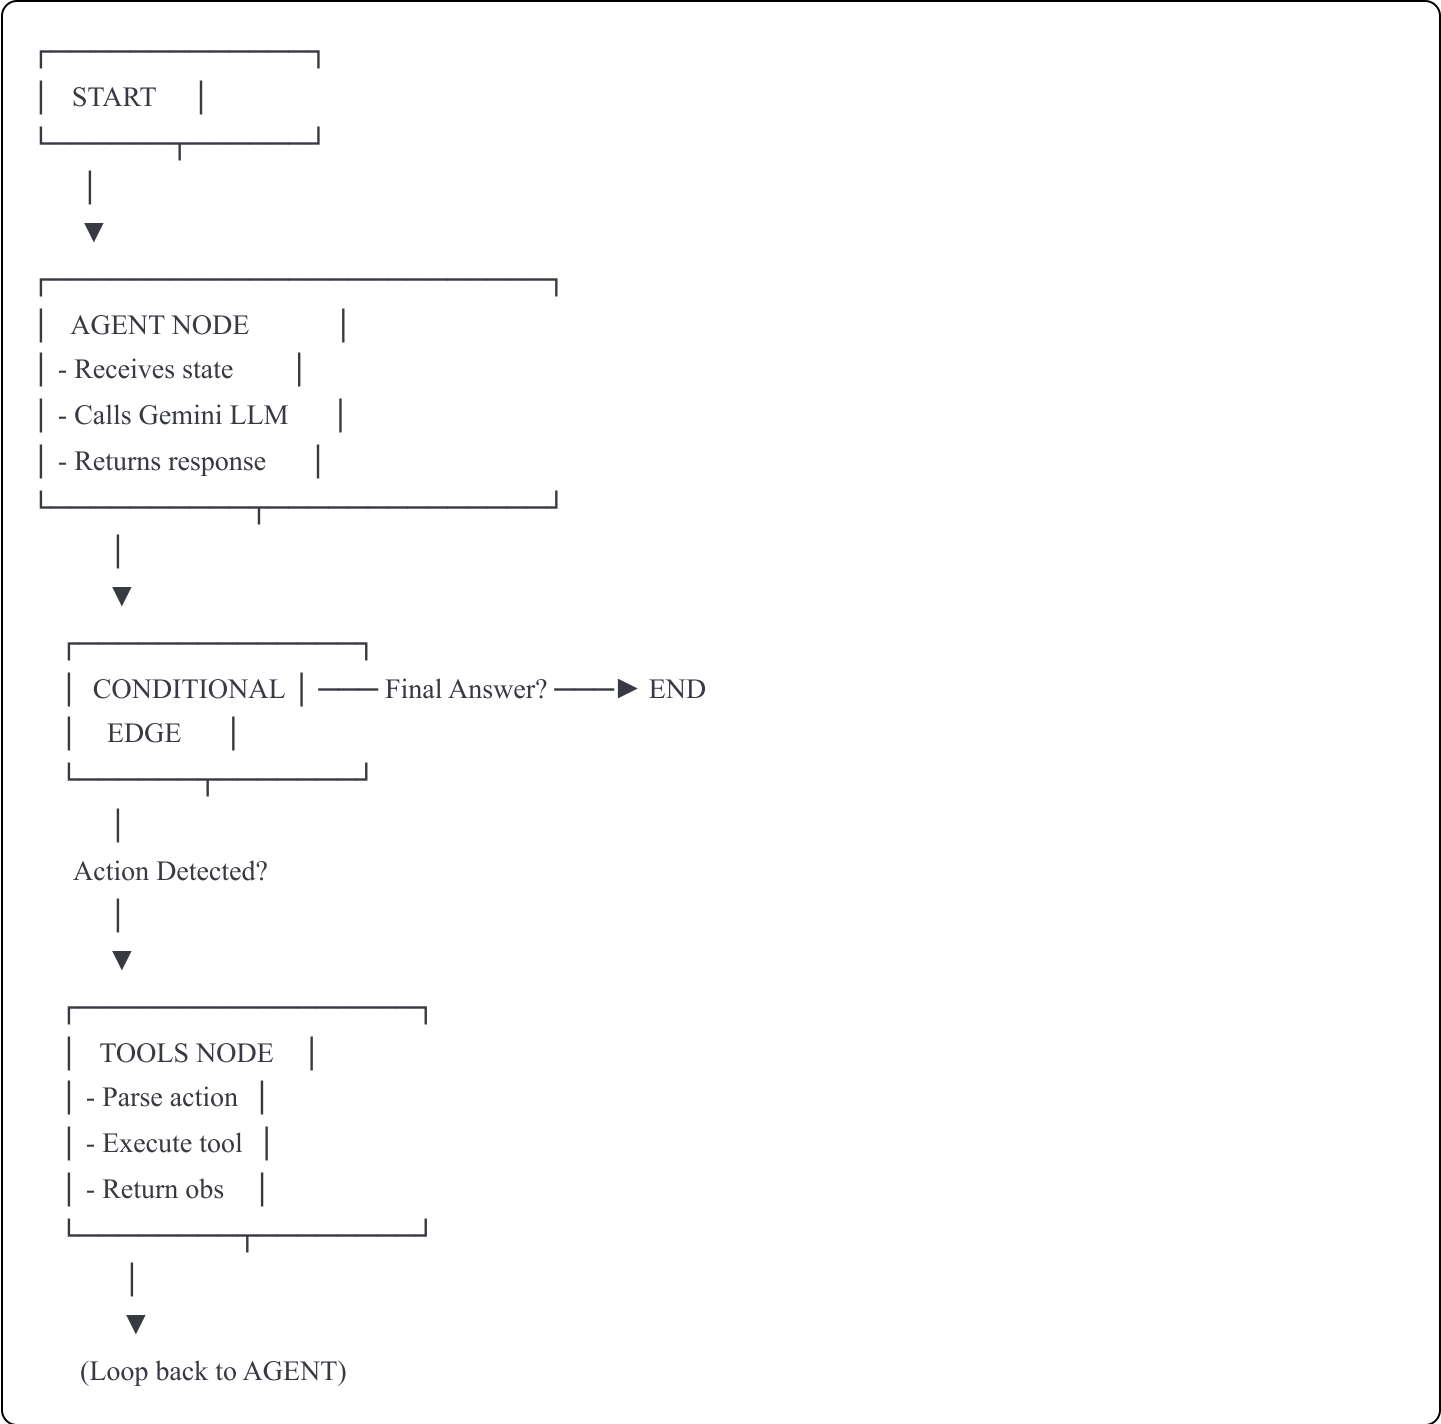 START
AGENT NODE
- Receives state
- Calls Gemini LLM
- Returns response
CONDITIONAL —— Final Answer? ——► END
EDGE
Action Detected?
TOOLS NODE
- Parse action
- Execute tool
- Return obs
(Loop back to AGENT)